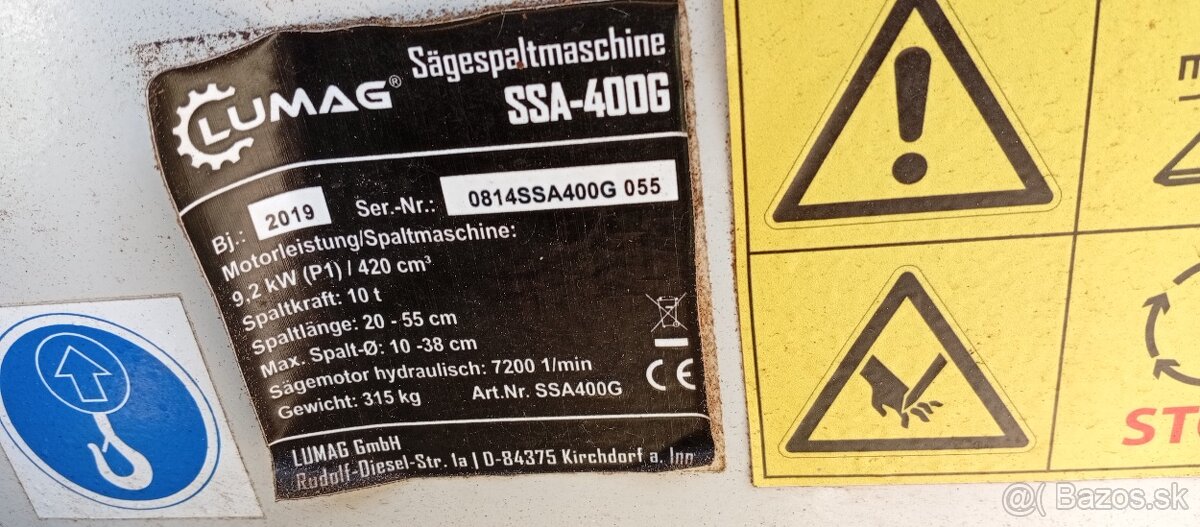 LUMAG®
Sägespaltmaschine
SSA-400G
Bj.: 2019 Ser.-Nr.: 0814SSA400G 055
Motorleistung/Spaltmaschine:
9,2 kW (P1) / 420 cm³
Spaltkraft: 10 t
Spaltlänge: 20 - 55 cm
Max. Spalt-Ø: 10 -38 cm
Sägemotor hydraulisch: 7200 1/min
Gewicht: 315 kg Art.Nr. SSA400G
CE
LUMAG GmbH
Rudolf-Diesel-Str. 1a | D-84375 Kirchdorf a. Inn
@( Bazos.sk